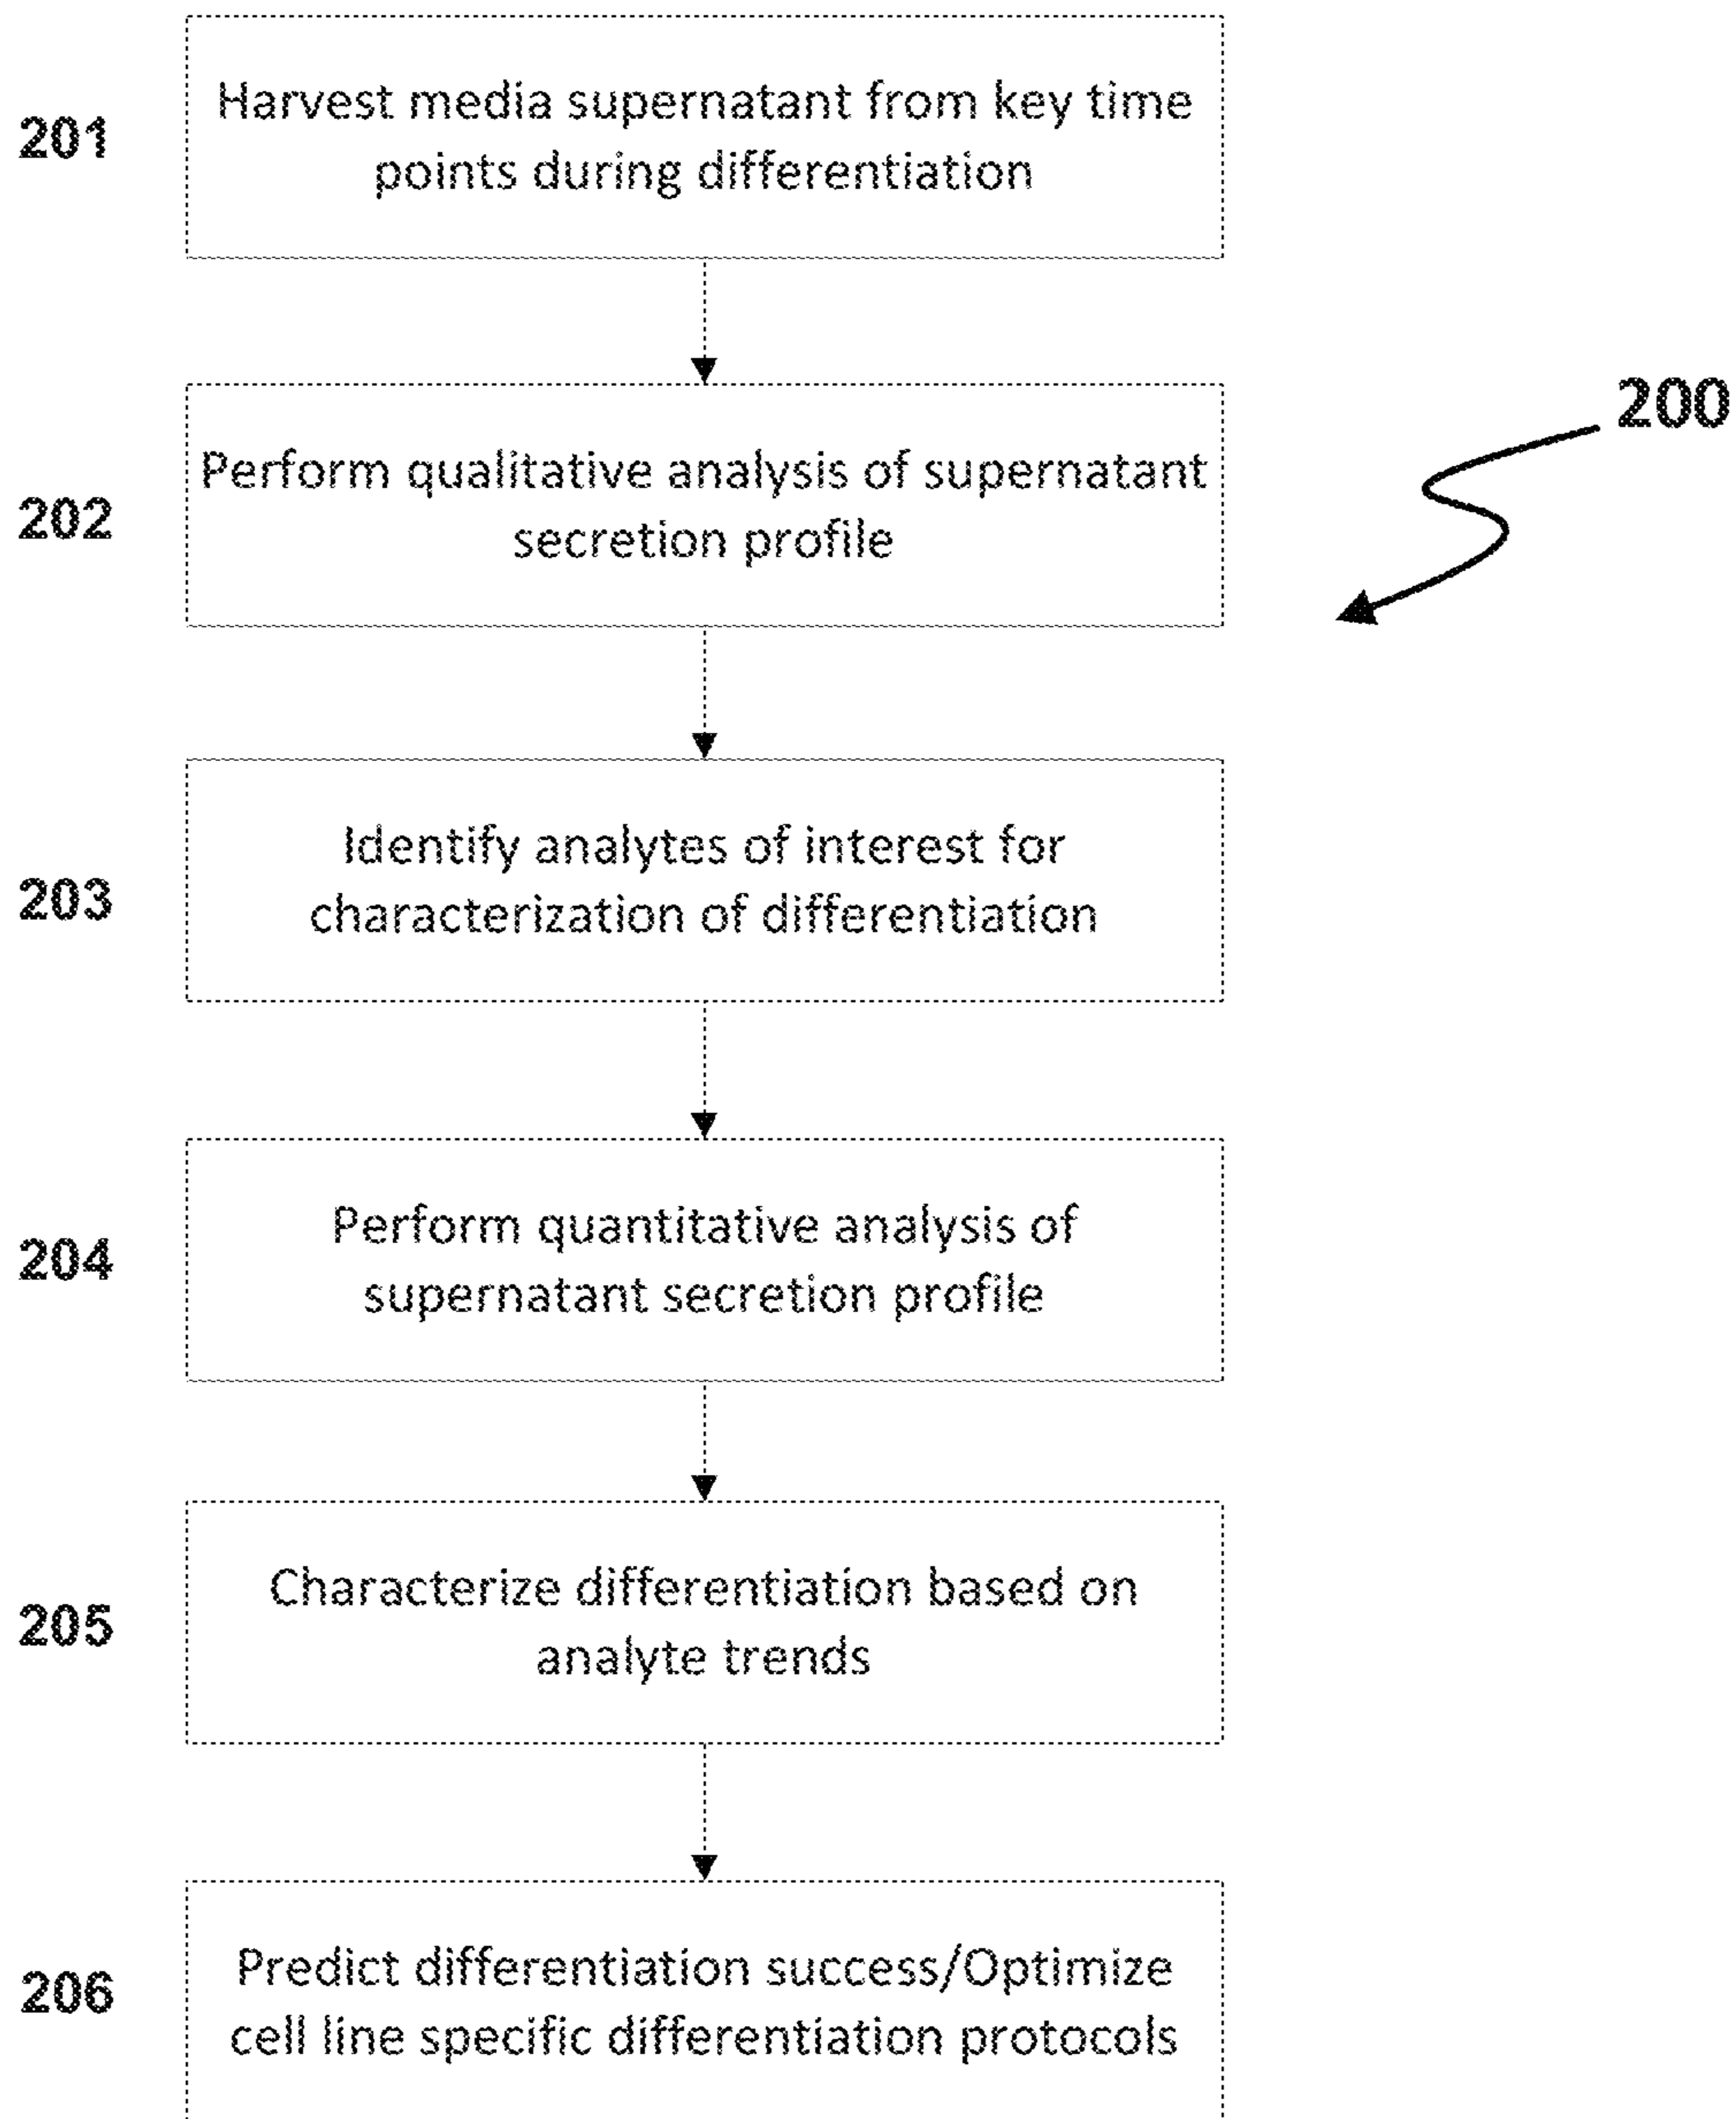 201
Harvest media supernatant from key time
points during differentiation
200
202
Perform qualitative analysis of supernatant
secretion profile
203
Identify analytes of interest for
characterization of differentiation
204
Perform quantitative analysis of
supernatant secretion profile
205
Characterize differentiation based on
analyte trends
206
Predict differentiation success/Optimize
cell line specific differentiation protocols